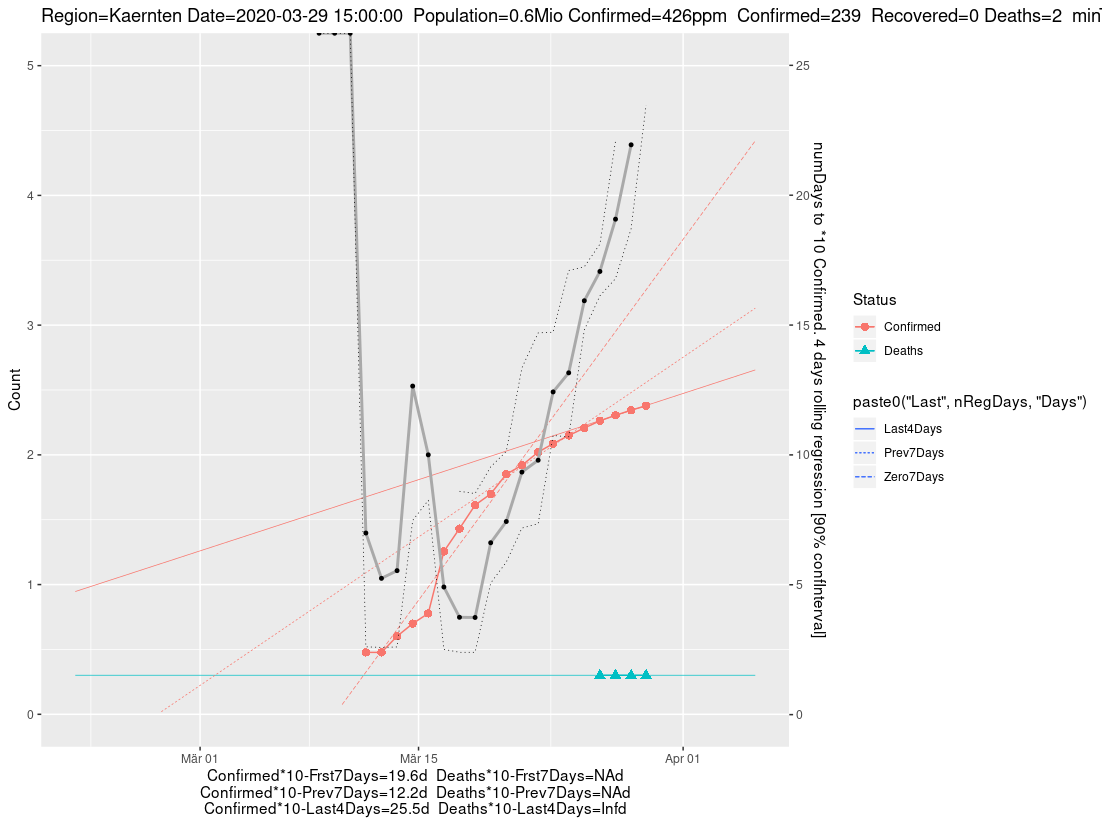 Region=Kaernten Date=2020-03-29 15:00:00  Population=0.6Mio Confirmed=426ppm  Confirmed=239  Recovered=0 Deaths=2  min
5
4
3
2
1
0
Count
25
20
15
10
5
0
numDays to *10 Confirmed. 4 days rolling regression [90% confInterval]
Mär 01
Mär 15
Apr 01
Confirmed*10-Frst7Days=19.6d  Deaths*10-Frst7Days=NAd
Confirmed*10-Prev7Days=12.2d  Deaths*10-Prev7Days=NAd
Confirmed*10-Last4Days=25.5d  Deaths*10-Last4Days=Infd
Status
Confirmed
Deaths
paste0("Last", nRegDays, "Days")
Last4Days
Prev7Days
Zero7Days